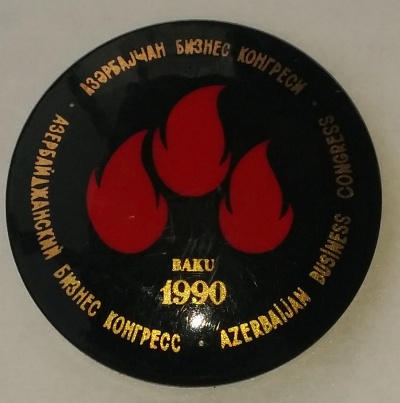 АЗӘРБАЈҸАН БИЗНЕС КОНГРЕСИ
АЗЕРБАЙДЖАНСКИЙ БИЗНЕС КОНГРЕСС
AZERBAIJAN BUSINESS CONGRESS
BAKU
1990